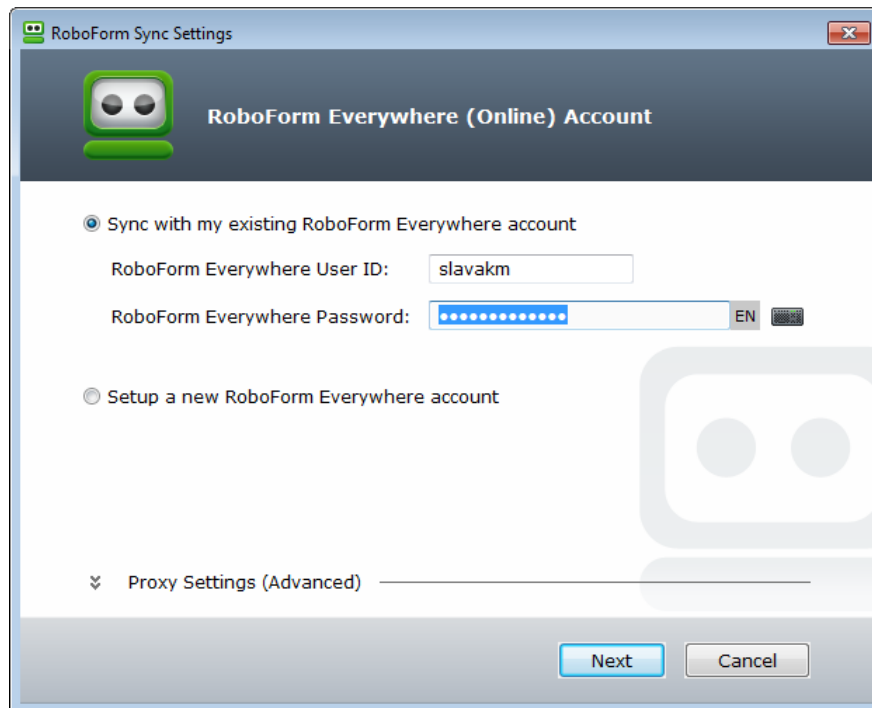 RoboForm Sync Settings
RoboForm Everywhere (Online) Account
Sync with my existing RoboForm Everywhere account
RoboForm Everywhere User ID: slavakm
RoboForm Everywhere Password: ••••••••••••• EN
Setup a new RoboForm Everywhere account
Proxy Settings (Advanced)
Next Cancel